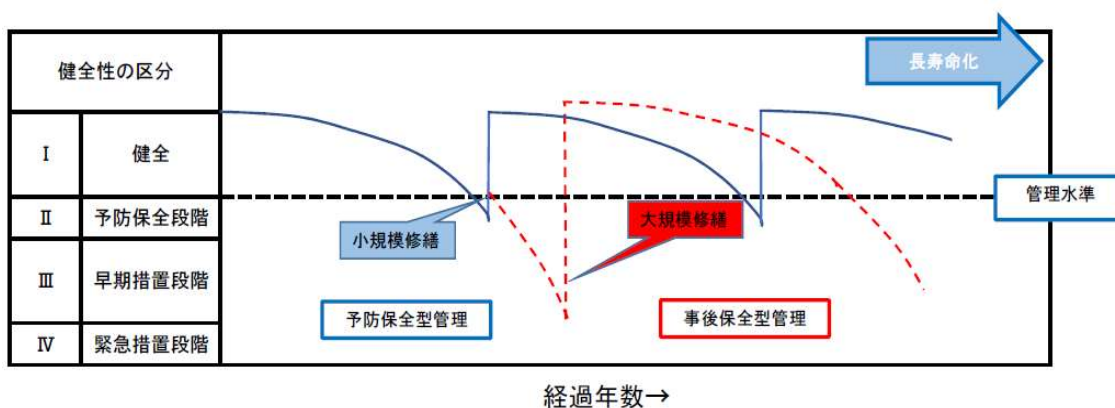 健全性の区分
長寿命化
Ⅰ 健全
管理水準
Ⅱ 予防保全段階
小規模修繕
大規模修繕
Ⅲ 早期措置段階
予防保全型管理
事後保全型管理
Ⅳ 緊急措置段階
経過年数→